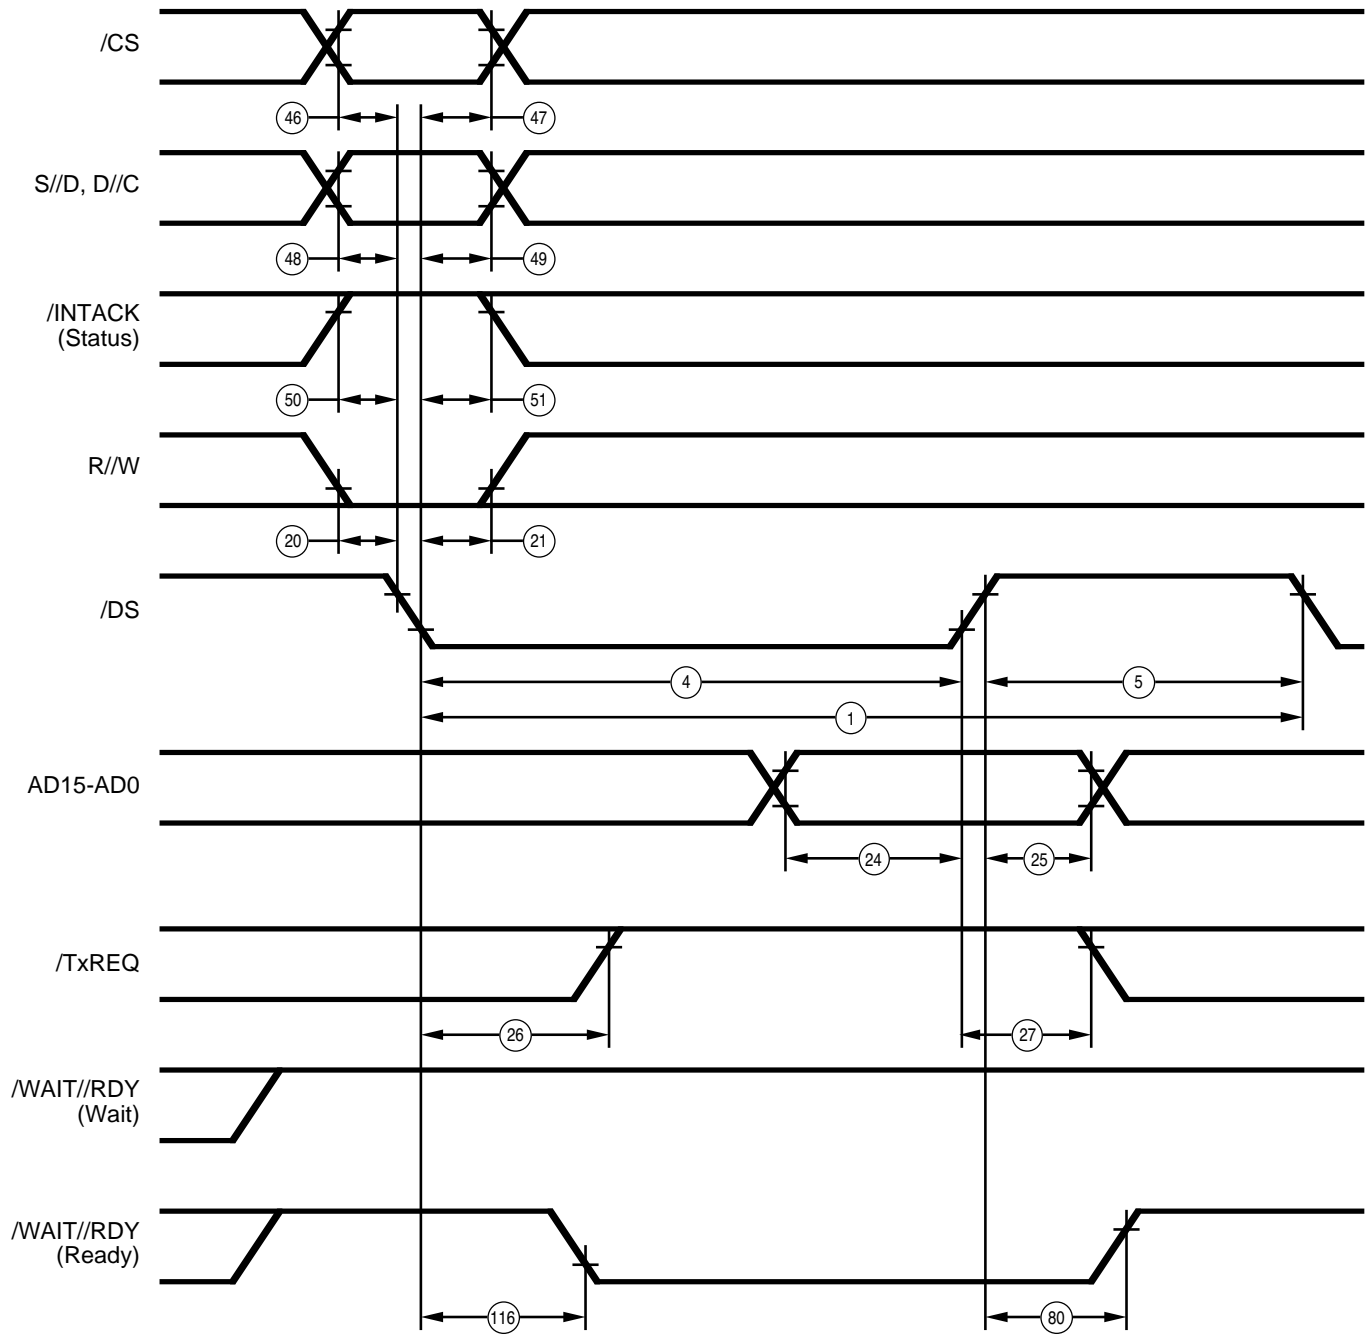 /CS
46
47
S//D, D//C
48
49
/INTACK
(Status)
50
51
R//W
20
21
/DS
4
5
1
AD15-AD0
24
25
/TxREQ
26
27
/WAIT//RDY
(Wait)
/WAIT//RDY
(Ready)
116
80